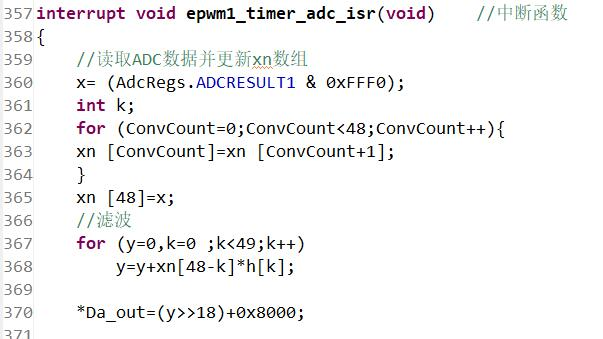 357 interrupt void epwm1_timer_adc_isr(void)    //中断函数
358 {
359     //读取ADC数据并更新xn数组
360     x= (AdcRegs.ADCRESULT1 & 0xFFF0);
361     int k;
362     for (ConvCount=0;ConvCount<48;ConvCount++){
363     xn [ConvCount]=xn [ConvCount+1];
364     }
365     xn [48]=x;
366     //滤波
367     for (y=0,k=0 ;k<49;k++)
368         y=y+xn[48-k]*h[k];
369
370     *Da_out=(y>>18)+0x8000;
371